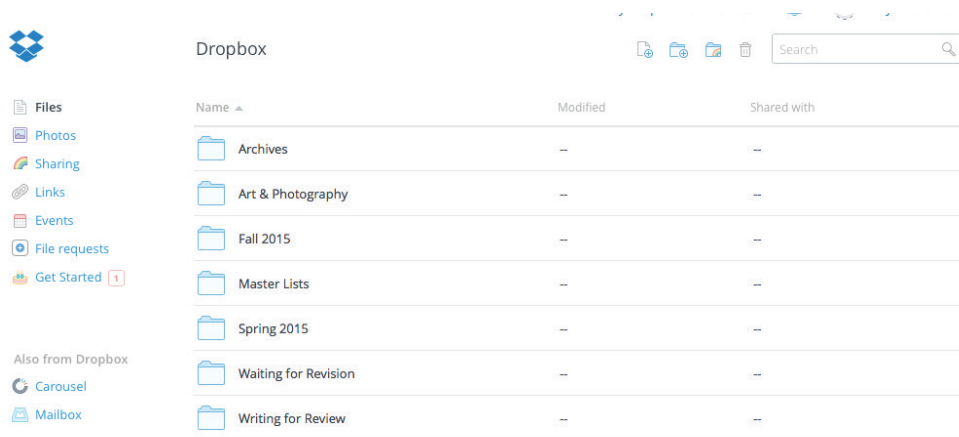 Dropbox
Search
Files
Photos
Sharing
Links
Events
File requests
Get Started 1
Also from Dropbox
Carousel
Mailbox
Name Modified Shared with
Archives -- --
Art & Photography -- --
Fall 2015 -- --
Master Lists -- --
Spring 2015 -- --
Waiting for Revision -- --
Writing for Review -- --